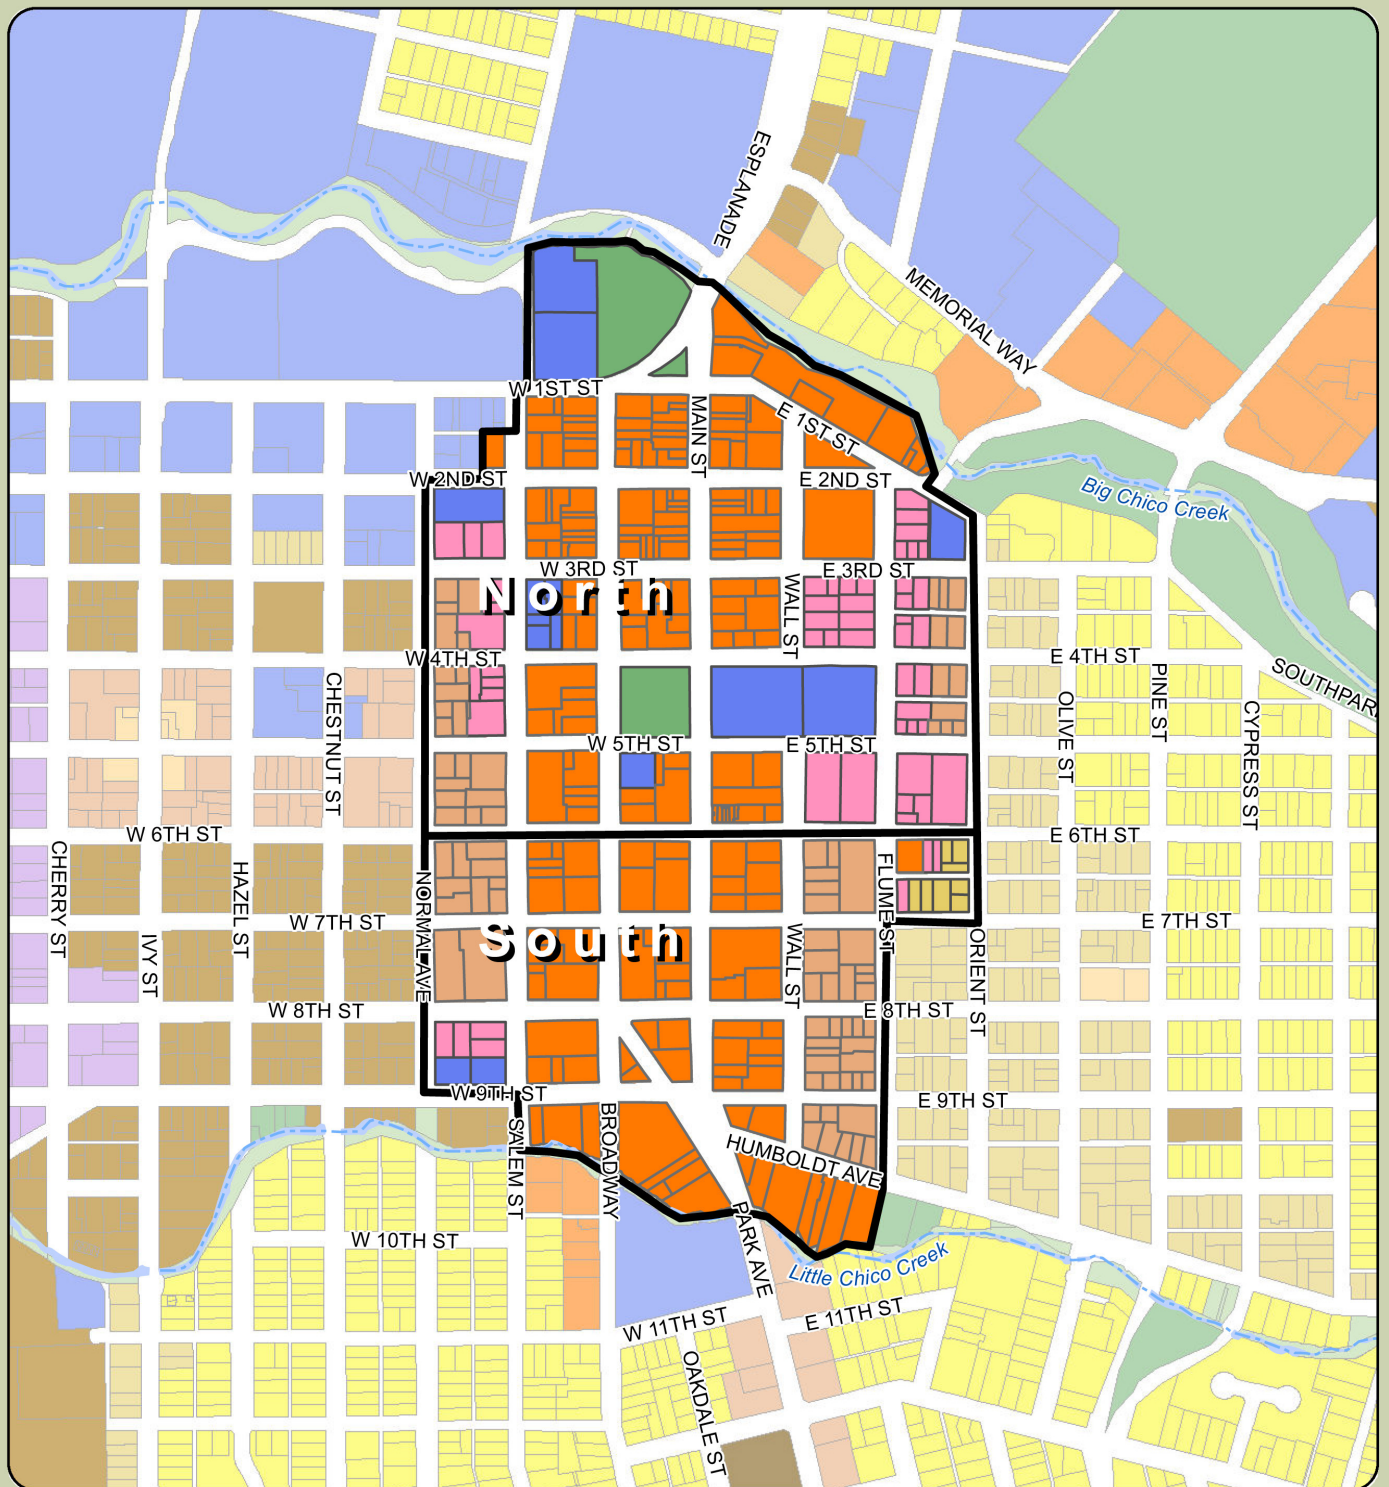 ESPLANADE
MEMORIAL WAY
W 1ST ST
MAIN ST
E 1ST ST
W 2ND ST
E 2ND ST
Big Chico Creek
W 3RD ST
E 3RD ST
North
WALL ST
W 4TH ST
E 4TH ST
SOUTHPAR
CHESTNUT ST
OLIVE ST
PINE ST
CYPRESS ST
W 5TH ST
E 5TH ST
W 6TH ST
E 6TH ST
CHERRY ST
HAZEL ST
NORMAL AVE
FLUME ST
W 7TH ST
E 7TH ST
IVY ST
South
WALL ST
ORIENT ST
W 8TH ST
E 8TH ST
W 9TH ST
E 9TH ST
SALEM ST
BROADWAY
HUMBOLDT AVE
PARK AVE
W 10TH ST
Little Chico Creek
W 11TH ST
E 11TH ST
OAKDALE ST